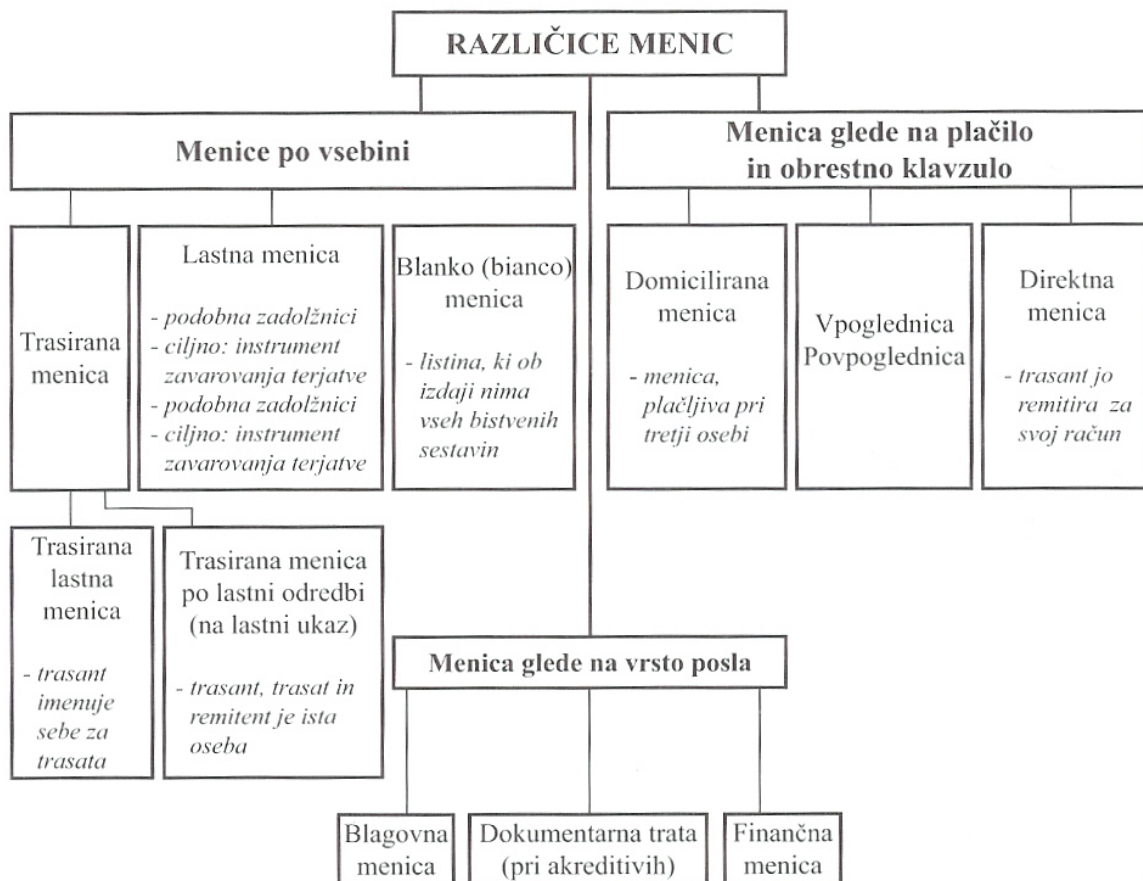 RAZLIČICE MENIC
Menice po vsebini
Menica glede na plačilo
in obrestno klavzulo
Trasirana
menica
Lastna menica
- podobna zadolžnici
- ciljno: instrument
zavarovanja terjatve
- podobna zadolžnici
- ciljno: instrument
zavarovanja terjatve
Blanko (bianco)
menica
- listina, ki ob
izdaji nima
vseh bistvenih
sestavin
Domicilirana
menica
- menica,
plačljiva pri
tretji osebi
Vpoglednica
Povpoglednica
Direktna
menica
- trasant jo
remitira za
svoj račun
Trasirana
lastna
menica
- trasant
imenuje
sebe za
trasata
Trasirana menica
po lastni odredbi
(na lastni ukaz)
- trasant, trasat in
remitent je ista
oseba
Menica glede na vrsto posla
Blagovna
menica
Dokumentarna trata
(pri akreditivih)
Finančna
menica